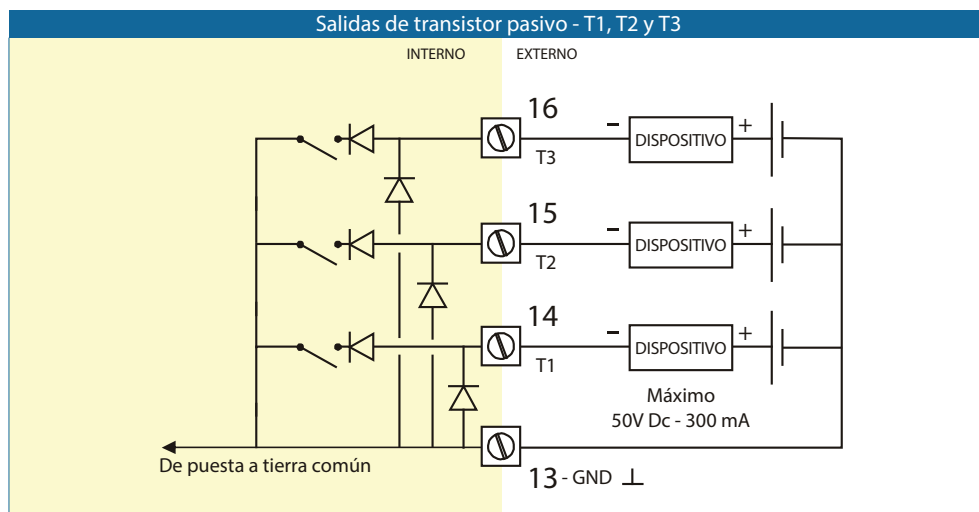 Salidas de transistor pasivo - T1, T2 y T3
INTERNO
EXTERNO
16
T3
–
DISPOSITIVO
+
15
T2
–
DISPOSITIVO
+
14
T1
–
DISPOSITIVO
+
Máximo
50V Dc - 300 mA
De puesta a tierra común
13 - GND ⊥